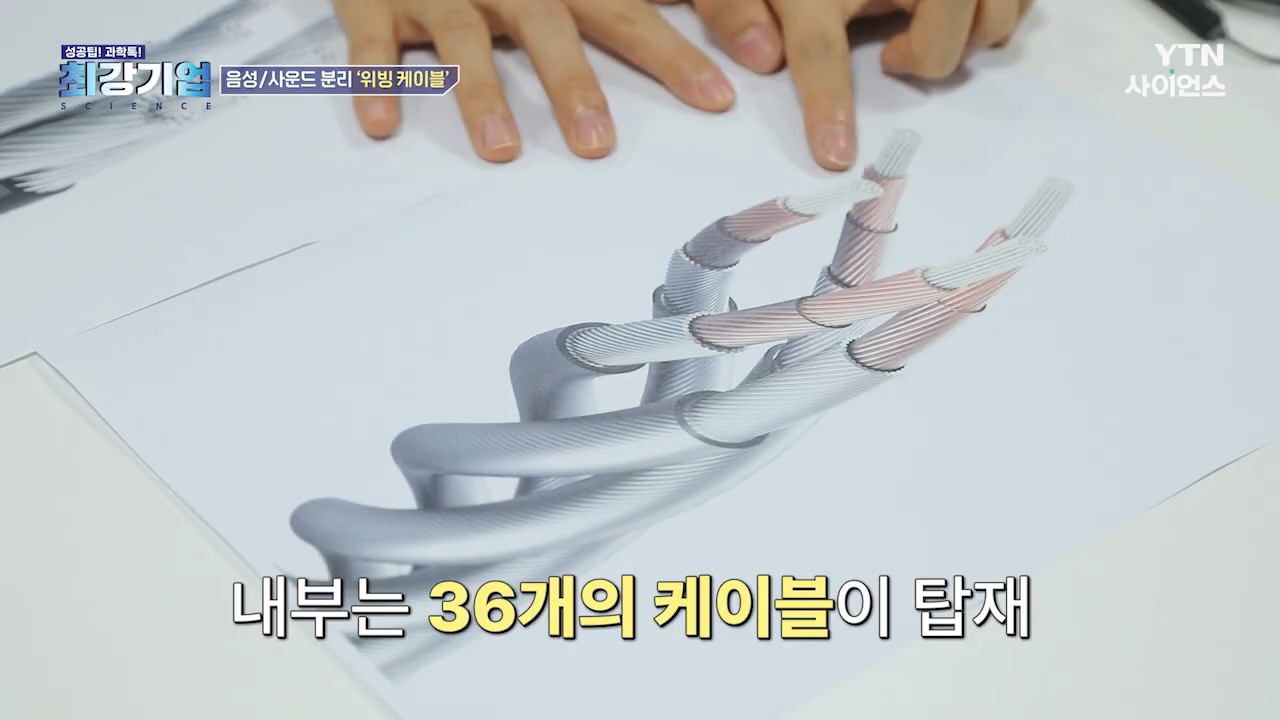 성공팁! 과학톡!
최강기업
SCIENCE
음성/사운드 분리 '위빙 케이블'
YTN
사이언스
내부는 36개의 케이블이 탑재